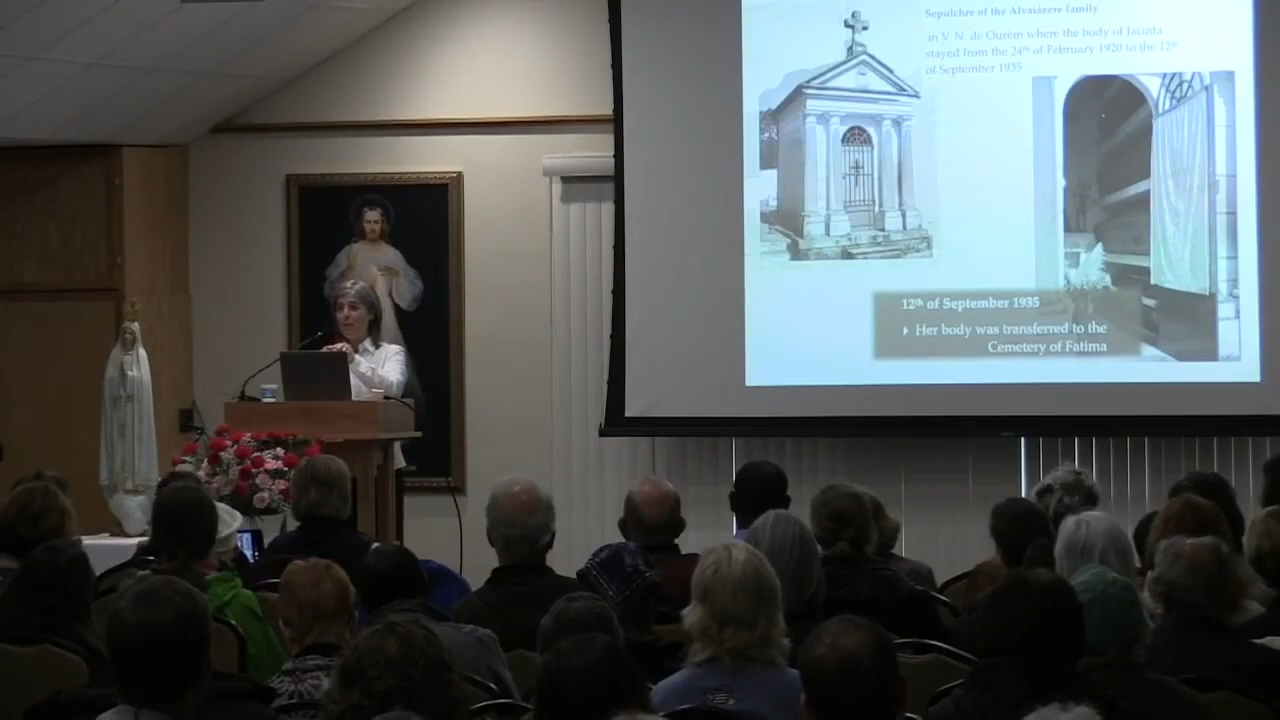 Sepulchre of the Alvaiázere family
in V. N. de Ourém where the body of Jacinta
stayed from the 24th of February 1920 to the 12th
of September 1935
12th of September 1935
Her body was transferred to the
Cemetery of Fatima